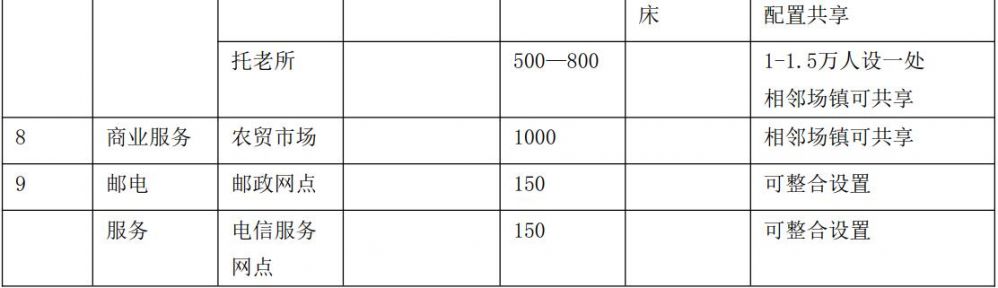 床 配置共享
托老所 500—800 1-1.5万人设一处
相邻场镇可共享
8 商业服务 农贸市场 1000 相邻场镇可共享
9 邮电 邮政网点 150 可整合设置
服务 电信服务 150 可整合设置
网点